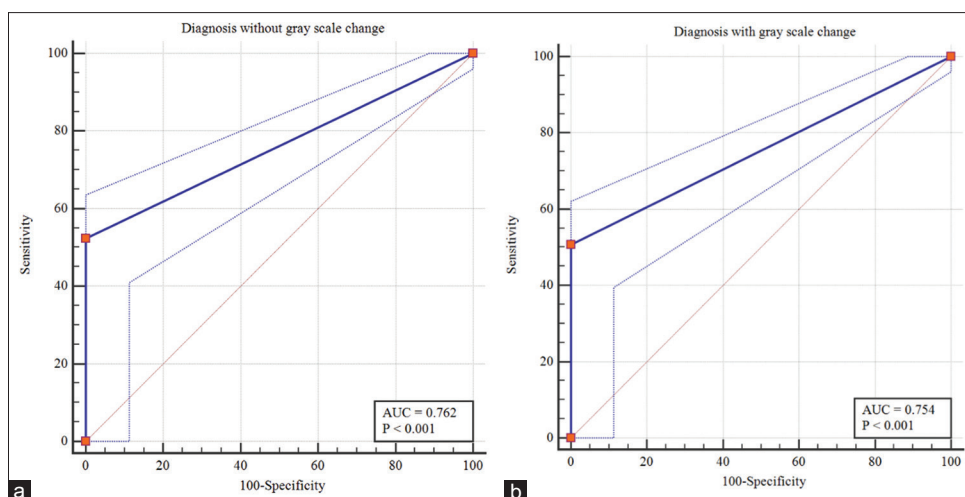 Diagnosis without gray scale change
100
80
60
40
20
0
Sensitivity
0 20 40 60 80 100
100-Specificity
AUC = 0.762
P < 0.001
a
Diagnosis with gray scale change
100
80
60
40
20
0
Sensitivity
0 20 40 60 80 100
100-Specificity
AUC = 0.754
P < 0.001
b